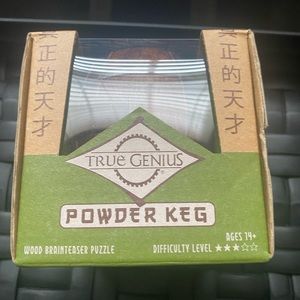 真正的天才
真正的天才
TRUE GENIUS
POWDER KEG
WOOD BRAINTEASER PUZZLE
AGES 14+
DIFFICULTY LEVEL ★★★☆☆